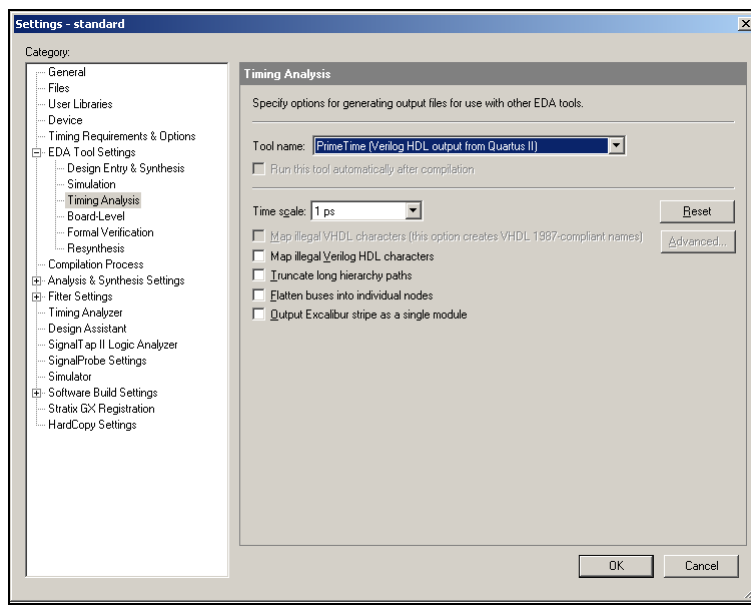 Settings - standard
Category:
General
Files
User Libraries
Device
Timing Requirements & Options
EDA Tool Settings
Design Entry & Synthesis
Simulation
Timing Analysis
Board-Level
Formal Verification
Resynthesis
Compilation Process
Analysis & Synthesis Settings
Fitter Settings
Timing Analyzer
Design Assistant
SignalTap II Logic Analyzer
SignalProbe Settings
Simulator
Software Build Settings
Stratix GX Registration
HardCopy Settings
Timing Analysis
Specify options for generating output files for use with other EDA tools.
Tool name: PrimeTime (Verilog HDL output from Quartus II)
Run this tool automatically after compilation
Time scale: 1 ps
Reset
Map illegal VHDL characters (this option creates VHDL 1987-compliant names)
Advanced...
Map illegal Verilog HDL characters
Truncate long hierarchy paths
Flatten buses into individual nodes
Output Excalibur stripe as a single module
OK Cancel